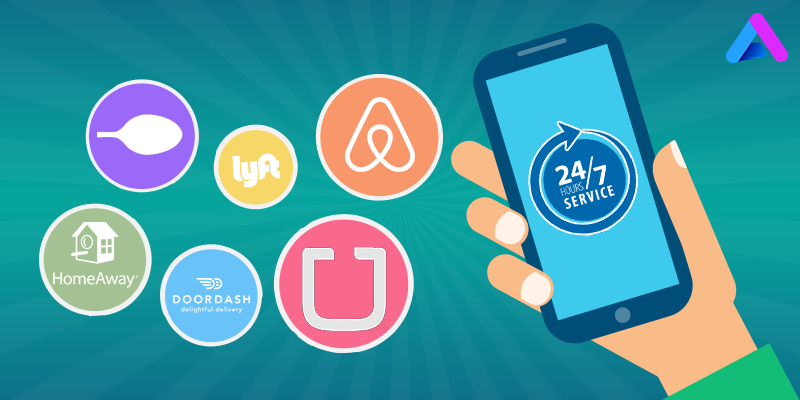 lyft
HomeAway®
DOORDASH
delightful delivery
24/7
HOURS
SERVICE